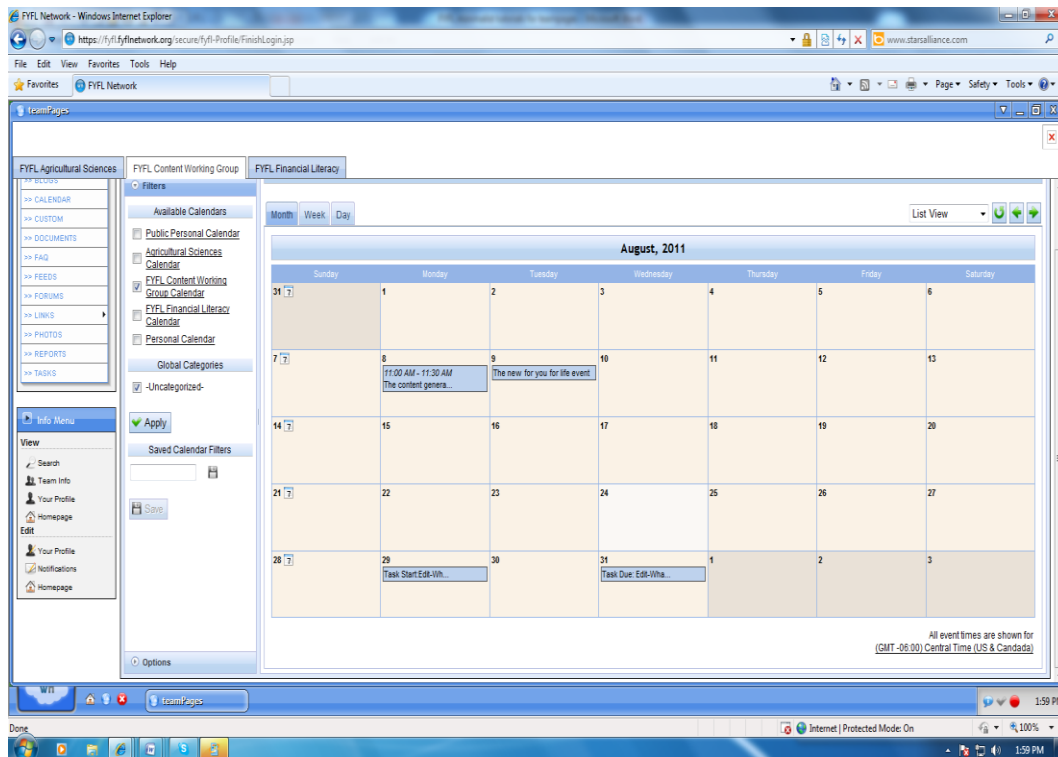 FYFL Network - Windows Internet Explorer
https://fyfl.fyflnetwork.org/secure/fyfl-Profile/FinishLogin.jsp
www.starsalliance.com
File Edit View Favorites Tools Help
Favorites FYFL Network
Page Safety Tools
teamPages
FYFL Agricultural Sciences FYFL Content Working Group FYFL Financial Literacy
>> BLOGS
>> CALENDAR
>> CUSTOM
>> DOCUMENTS
>> FAQ
>> FEEDS
>> FORUMS
>> LINKS
>> PHOTOS
>> REPORTS
>> TASKS
Info Menu
View
Search
Team Info
Your Profile
Homepage
Edit
Your Profile
Notifications
Homepage
Filters
Available Calendars
Public Personal Calendar
Agricultural Sciences
Calendar
FYFL Content Working
Group Calendar
FYFL Financial Literacy
Calendar
Personal Calendar
Global Categories
-Uncategorized-
Apply
Saved Calendar Filters
Save
Options
Month Week Day
List View
August, 2011
Sunday Monday Tuesday Wednesday Thursday Friday Saturday
31 7 1 2 3 4 5 6
7 7 8 9 10 11 12 13
11:00 AM - 11:30 AM
The content genera...
The new for you for life event
14 7 15 16 17 18 19 20
21 7 22 23 24 25 26 27
28 7 29 30 31 1 2 3
Task Start:Edit-Wh... Task Due: Edit-Wha...
All event times are shown for
(GMT -06:00) Central Time (US & Candada)
teamPages
1:59 P
Done
Internet | Protected Mode: On
100%
1:59 PM